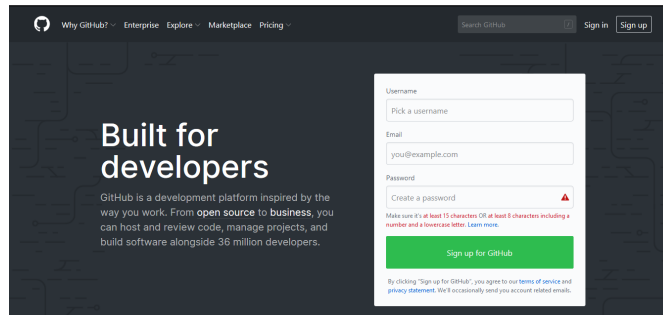 Why GitHub? Enterprise Explore Marketplace Pricing Search GitHub / Sign in Sign up
Built for
developers
GitHub is a development platform inspired by the
way you work. From open source to business, you
can host and review code, manage projects, and
build software alongside 36 million developers.
Username
Pick a username
Email
you@example.com
Password
Create a password
Make sure it's at least 15 characters OR at least 8 characters including a
number and a lowercase letter. Learn more.
Sign up for GitHub
By clicking "Sign up for GitHub", you agree to our terms of service and
privacy statement. We'll occasionally send you account related emails.